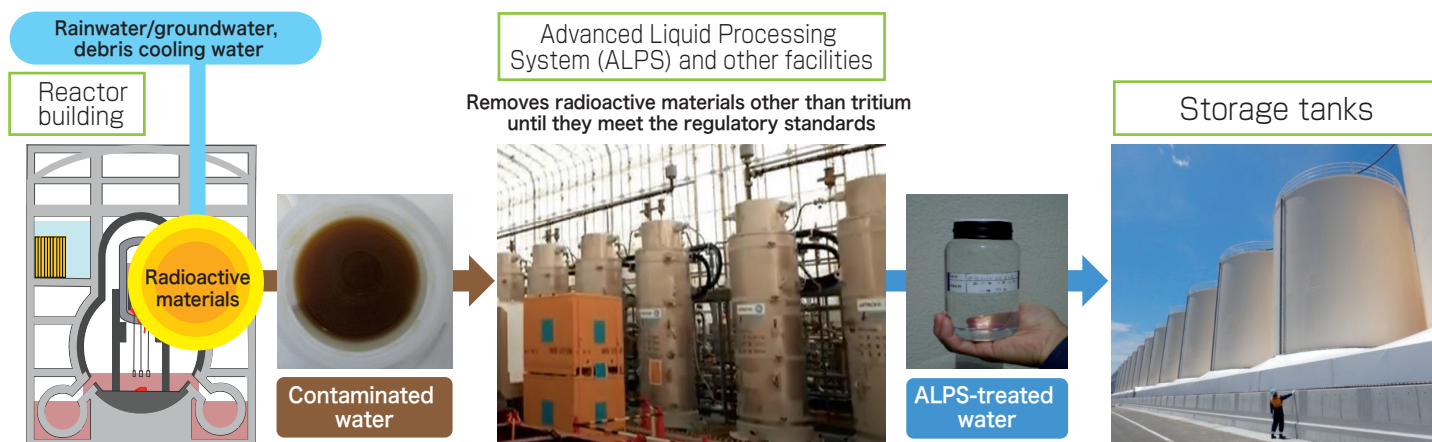 Rainwater/groundwater,
debris cooling water
Reactor
building
Radioactive
materials
Contaminated
water
Advanced Liquid Processing
System (ALPS) and other facilities
Removes radioactive materials other than tritium
until they meet the regulatory standards
ALPS-treated
water
Storage tanks